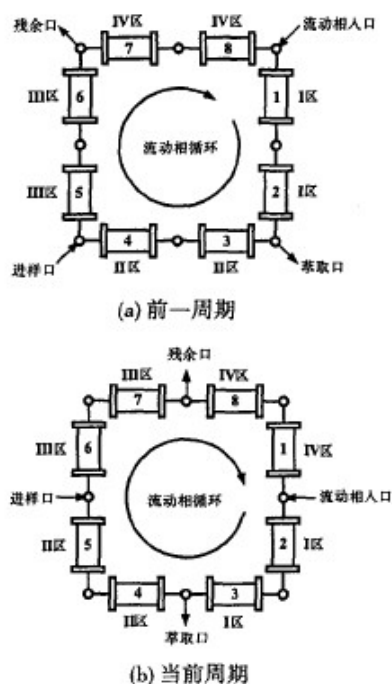 残余口 IV区 IV区 流动相入口
7 8
III区 6 1 I区
流动相循环
III区 5 2 I区
4 3
进样口 II区 II区 萃取口
(a) 前一周期
残余口
III区 IV区
7 8
III区 6 1 IV区
进样口 流动相循环 流动相入口
II区 5 2 I区
4 3
II区 I区
萃取口
(b) 当前周期